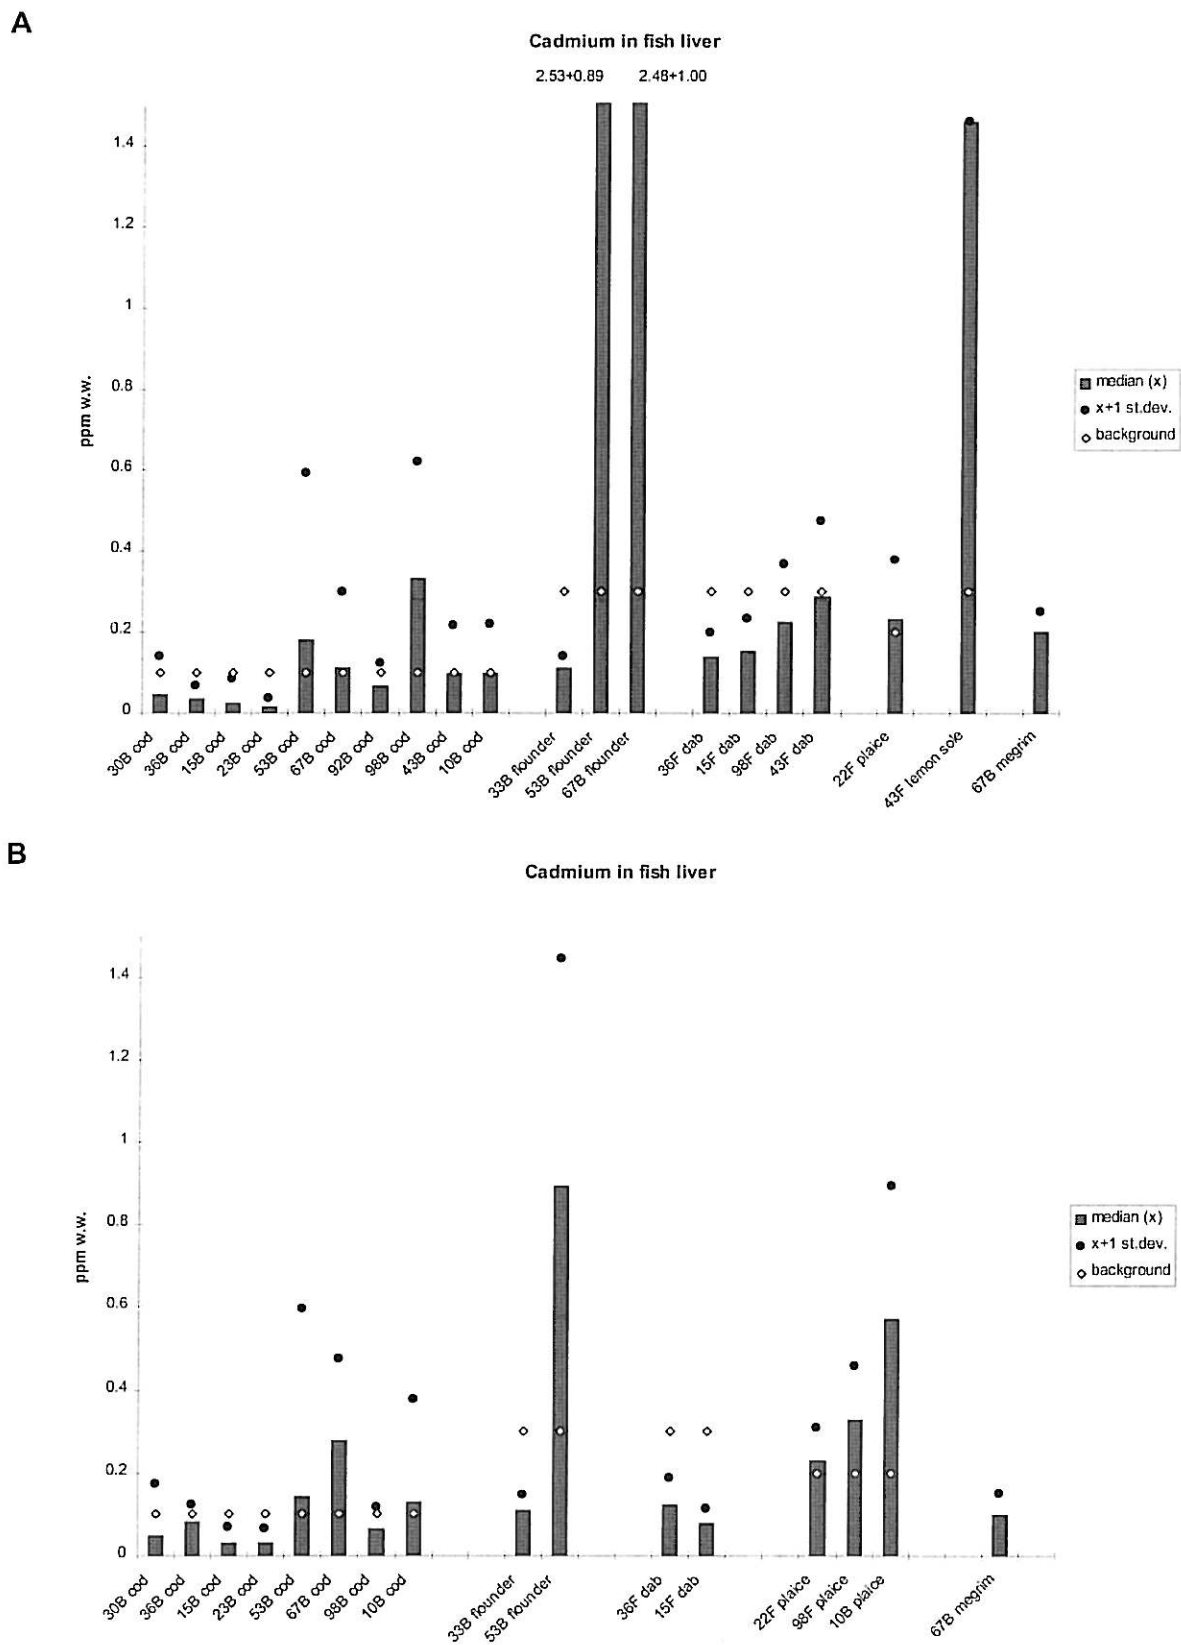 A
Cadmium in fish liver
2.53+0.89 2.48+1.00
1.4
1.2
1
0.8
0.6
0.4
0.2
0
ppm w.w.
median (x)
x+1 st.dev.
background
30B cod
36B cod
15B cod
23B cod
53B cod
67B cod
92B cod
98B cod
43B cod
10B cod
33B flounder
53B flounder
67B flounder
36F dab
15F dab
98F dab
43F dab
22F plaice
43F lemon sole
67B megrim
B
Cadmium in fish liver
1.4
1.2
1
0.8
0.6
0.4
0.2
0
ppm w.w.
median (x)
x+1 st.dev.
background
30B cod
36B cod
15B cod
23B cod
53B cod
67B cod
98B cod
10B cod
33B flounder
53B flounder
36F dab
15F dab
22F plaice
98F plaice
10B plaice
67B megrim